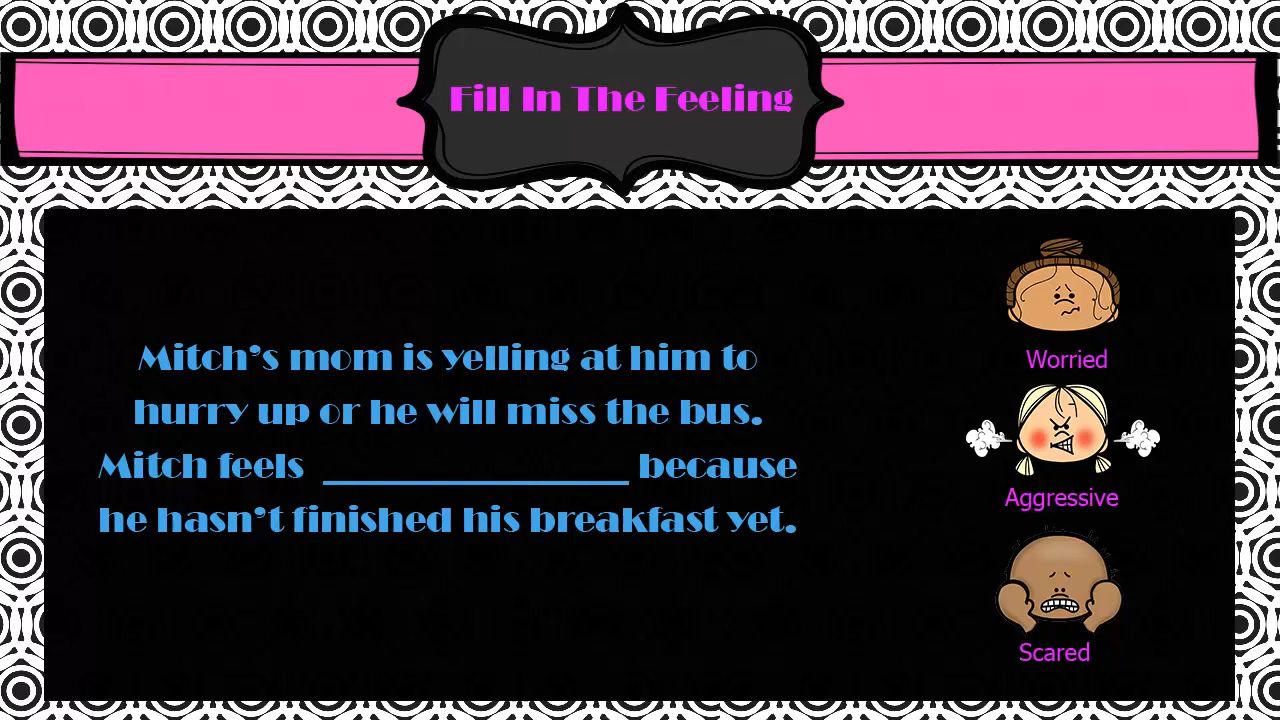 Fill In The Feeling
Mitch's mom is yelling at him to
hurry up or he will miss the bus.
Mitch feels ________________ because
he hasn't finished his breakfast yet.
Worried
Aggressive
Scared